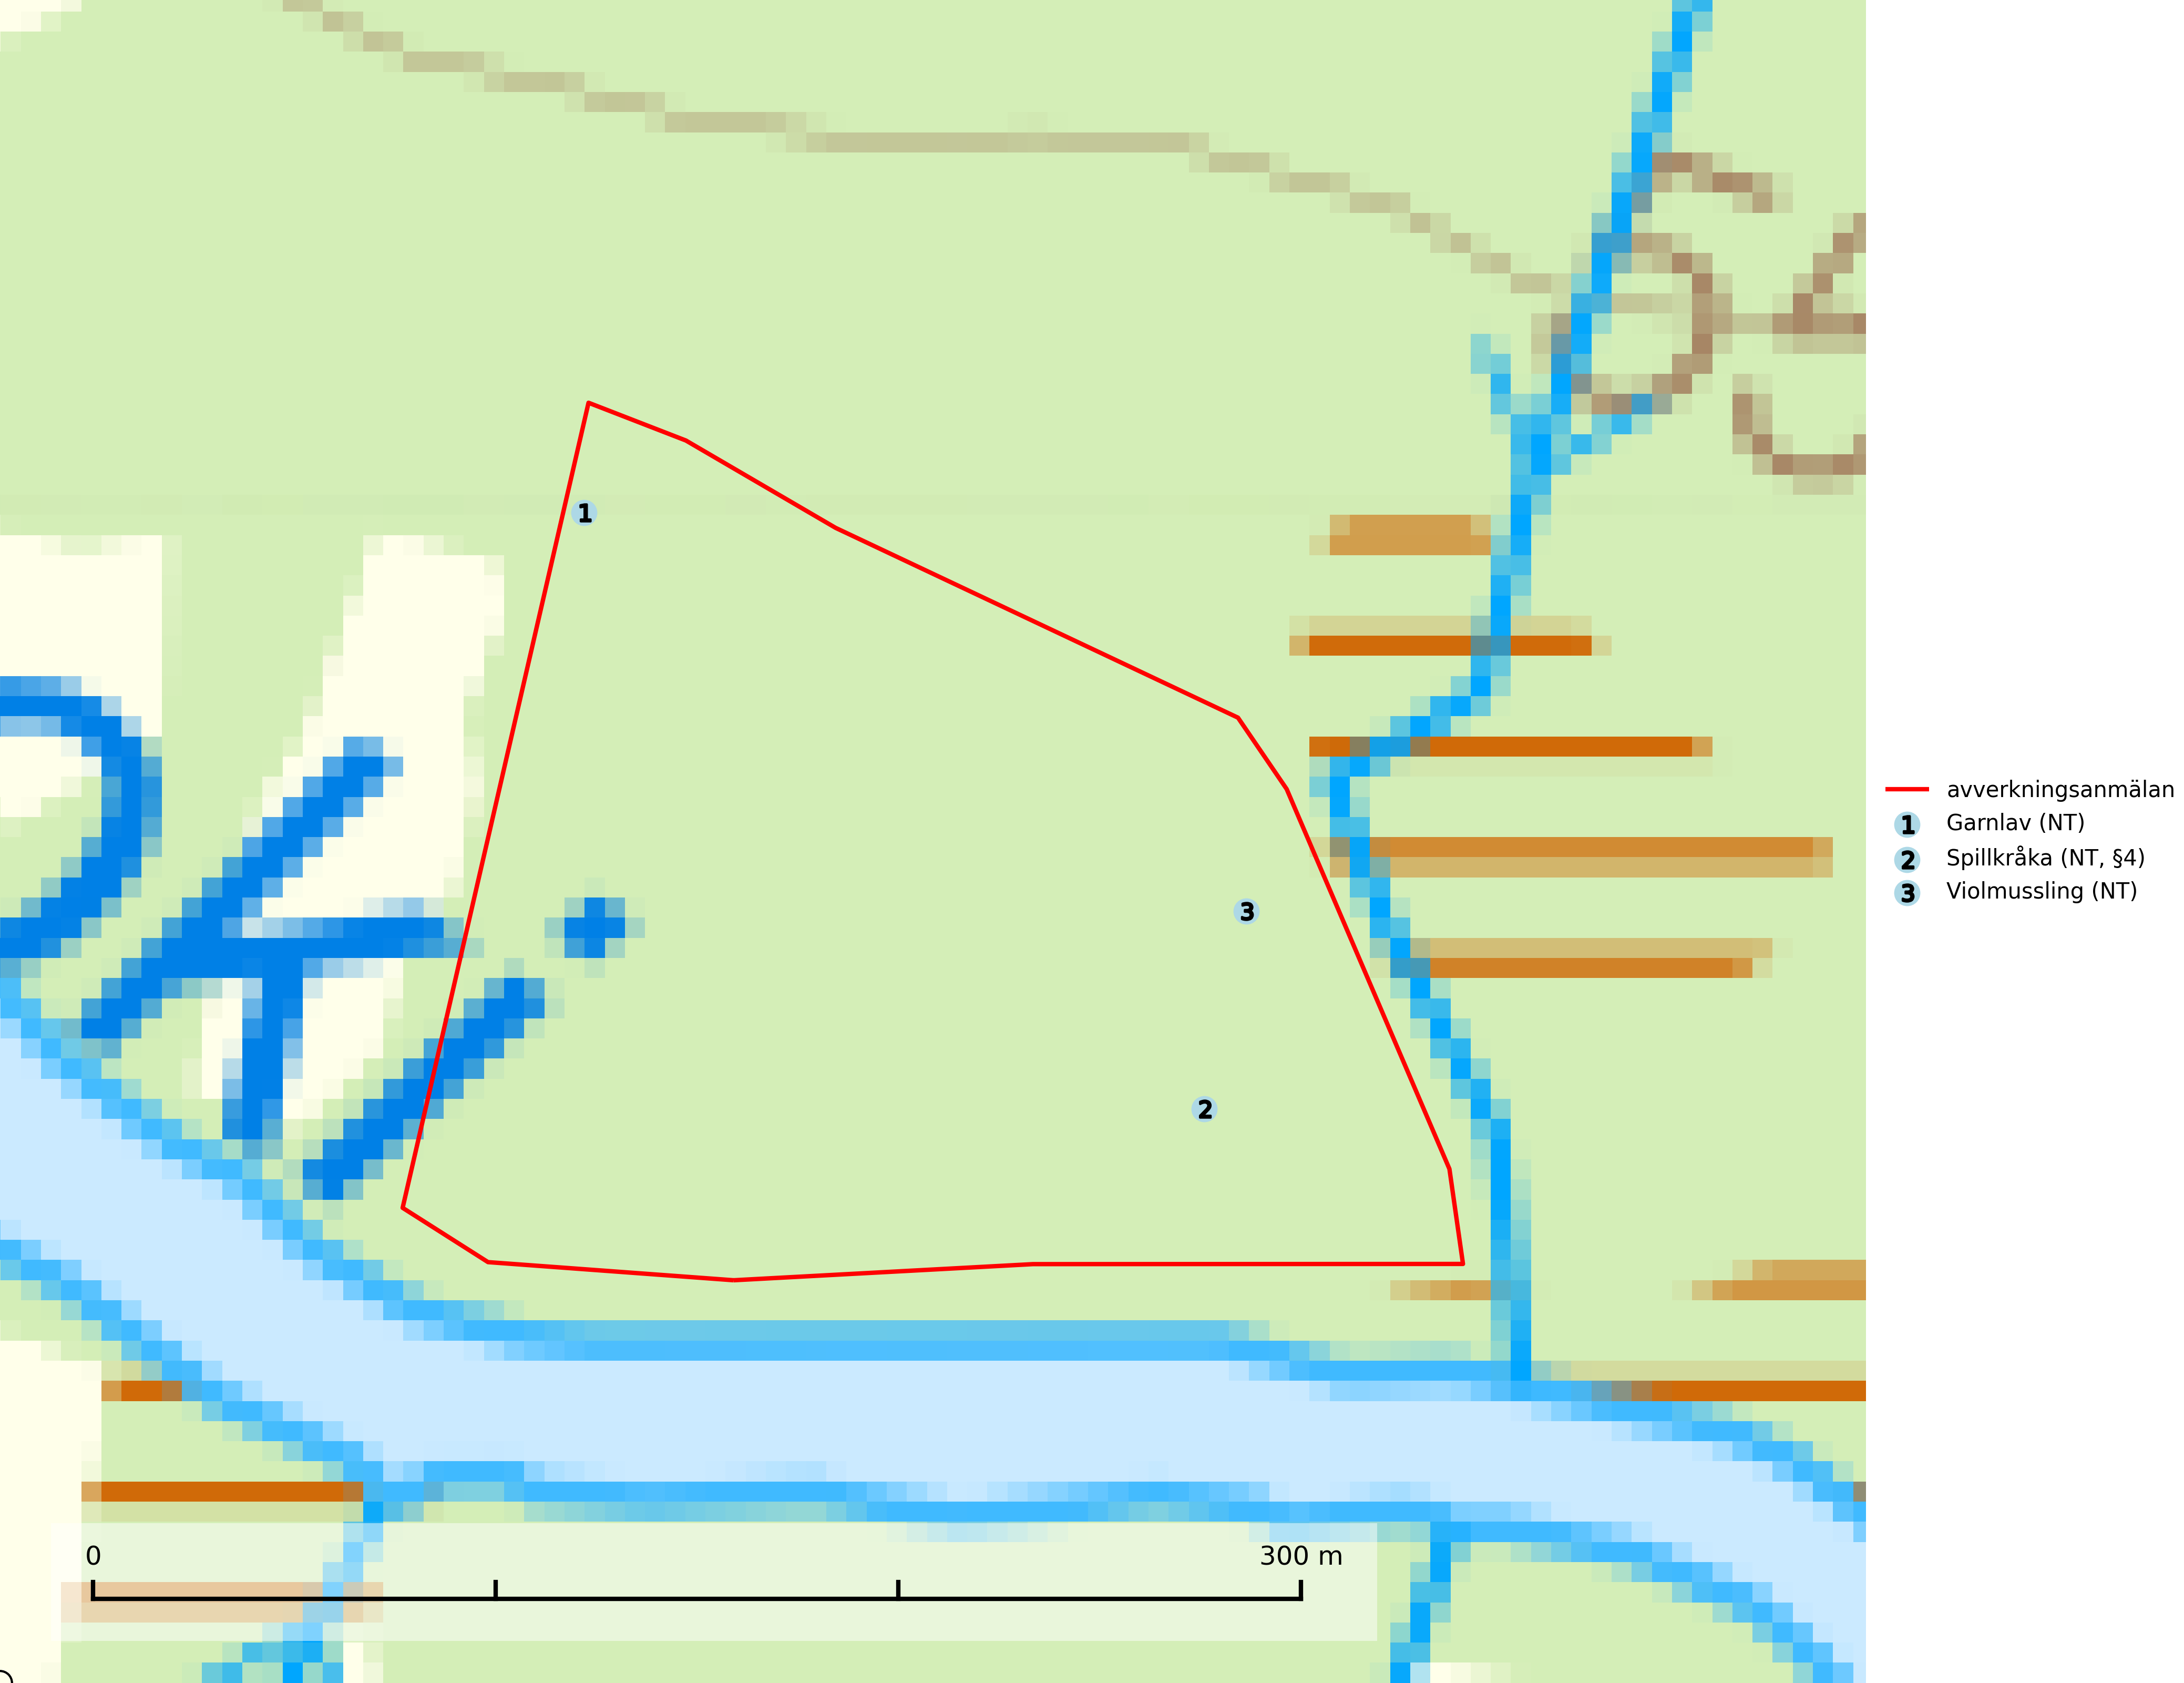 1
3
2
avverkningsanmälan
1 Garnlav (NT)
2 Spillkråka (NT, §4)
3 Violmussling (NT)
0 300 m